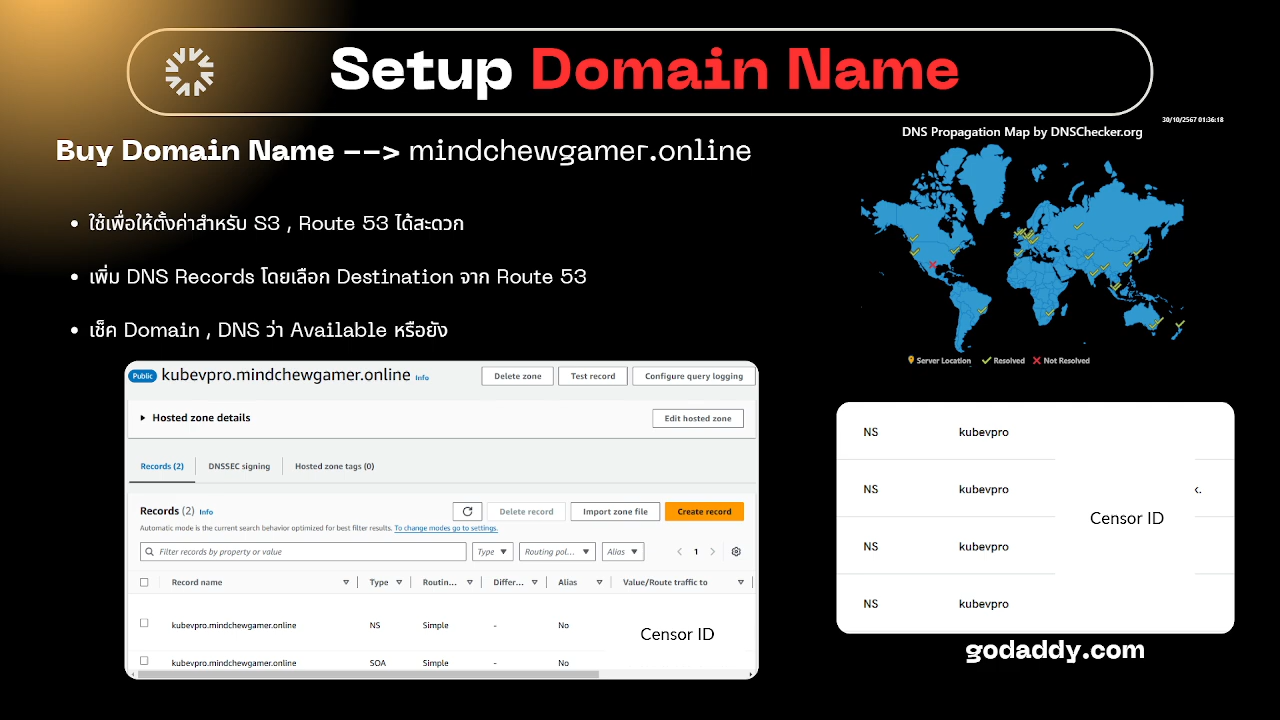 Setup Domain Name
Buy Domain Name --> mindchewgamer.online
ใช้เพื่อให้ตั้งค่าสำหรับ S3 , Route 53 ได้สะดวก
เพิ่ม DNS Records โดยเลือก Destination จาก Route 53
เช็ค Domain , DNS ว่า Available หรือยัง
30/10/2567 01:36:18
DNS Propagation Map by DNSChecker.org
Server Location Resolved Not Resolved
Public kubevpro.mindchewgamer.online Info
Delete zone Test record Configure query logging
Hosted zone details Edit hosted zone
Records (2) DNSSEC signing Hosted zone tags (0)
Records (2) Info Delete record Import zone file Create record
Automatic mode is the current search behavior optimized for best filter results. To change modes go to settings.
Filter records by property or value Type Routing pol... Alias 1
Record name Type Routin... Differ... Alias Value/Route traffic to
kubevpro.mindchewgamer.online NS Simple - No
Censor ID
kubevpro.mindchewgamer.online SOA Simple - No
NS kubevpro
NS kubevpro x.
Censor ID
NS kubevpro
NS kubevpro
godaddy.com